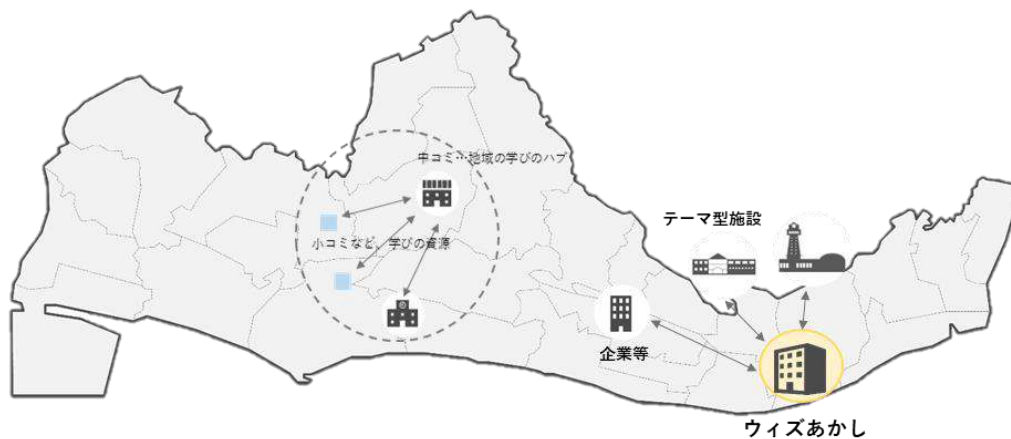 中コミ…地域の学びのハブ
テーマ型施設
小コミなど、学びの資源
企業等
ウィズあかし